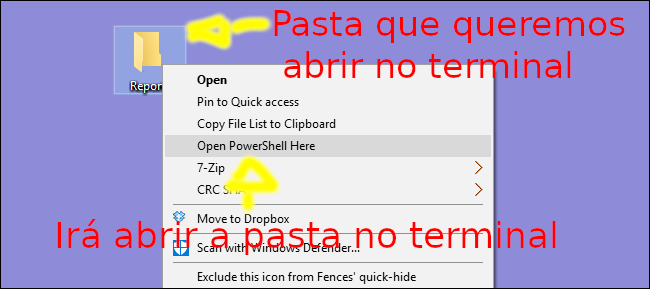 Pasta que queremos
abrir no terminal
Report
Open
Pin to Quick access
Copy File List to Clipboard
Open PowerShell Here
7-Zip
CRC SHA
Irá abrir a pasta no terminal
Move to Dropbox
Scan with Windows Defender...
Exclude this icon from Fences' quick-hide